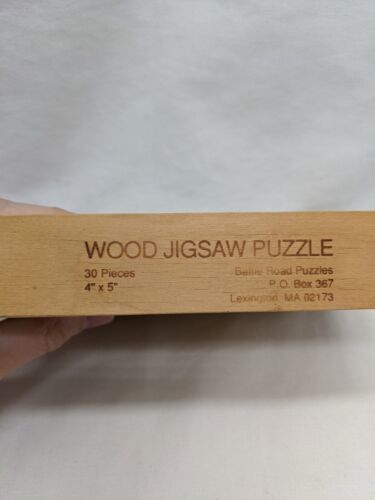 WOOD JIGSAW PUZZLE
30 Pieces
4" x 5"
Battle Road Puzzles
P.O. Box 367
Lexington, MA 02173